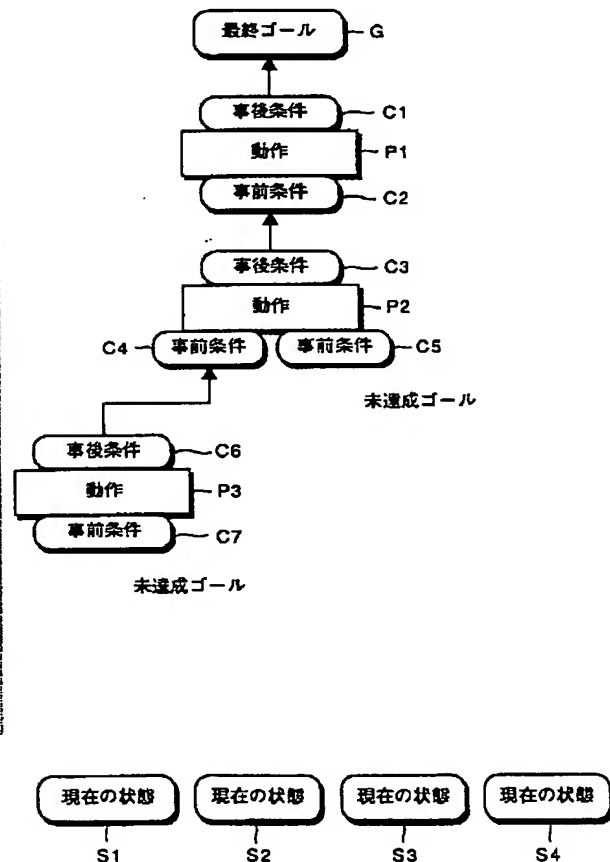 最終ゴール G
事後条件 C1
動作 P1
事前条件 C2
事後条件 C3
動作 P2
C4 事前条件 事前条件 C5
未達成ゴール
事後条件 C6
動作 P3
事前条件 C7
未達成ゴール
現在の状態 現在の状態 現在の状態 現在の状態
S1 S2 S3 S4